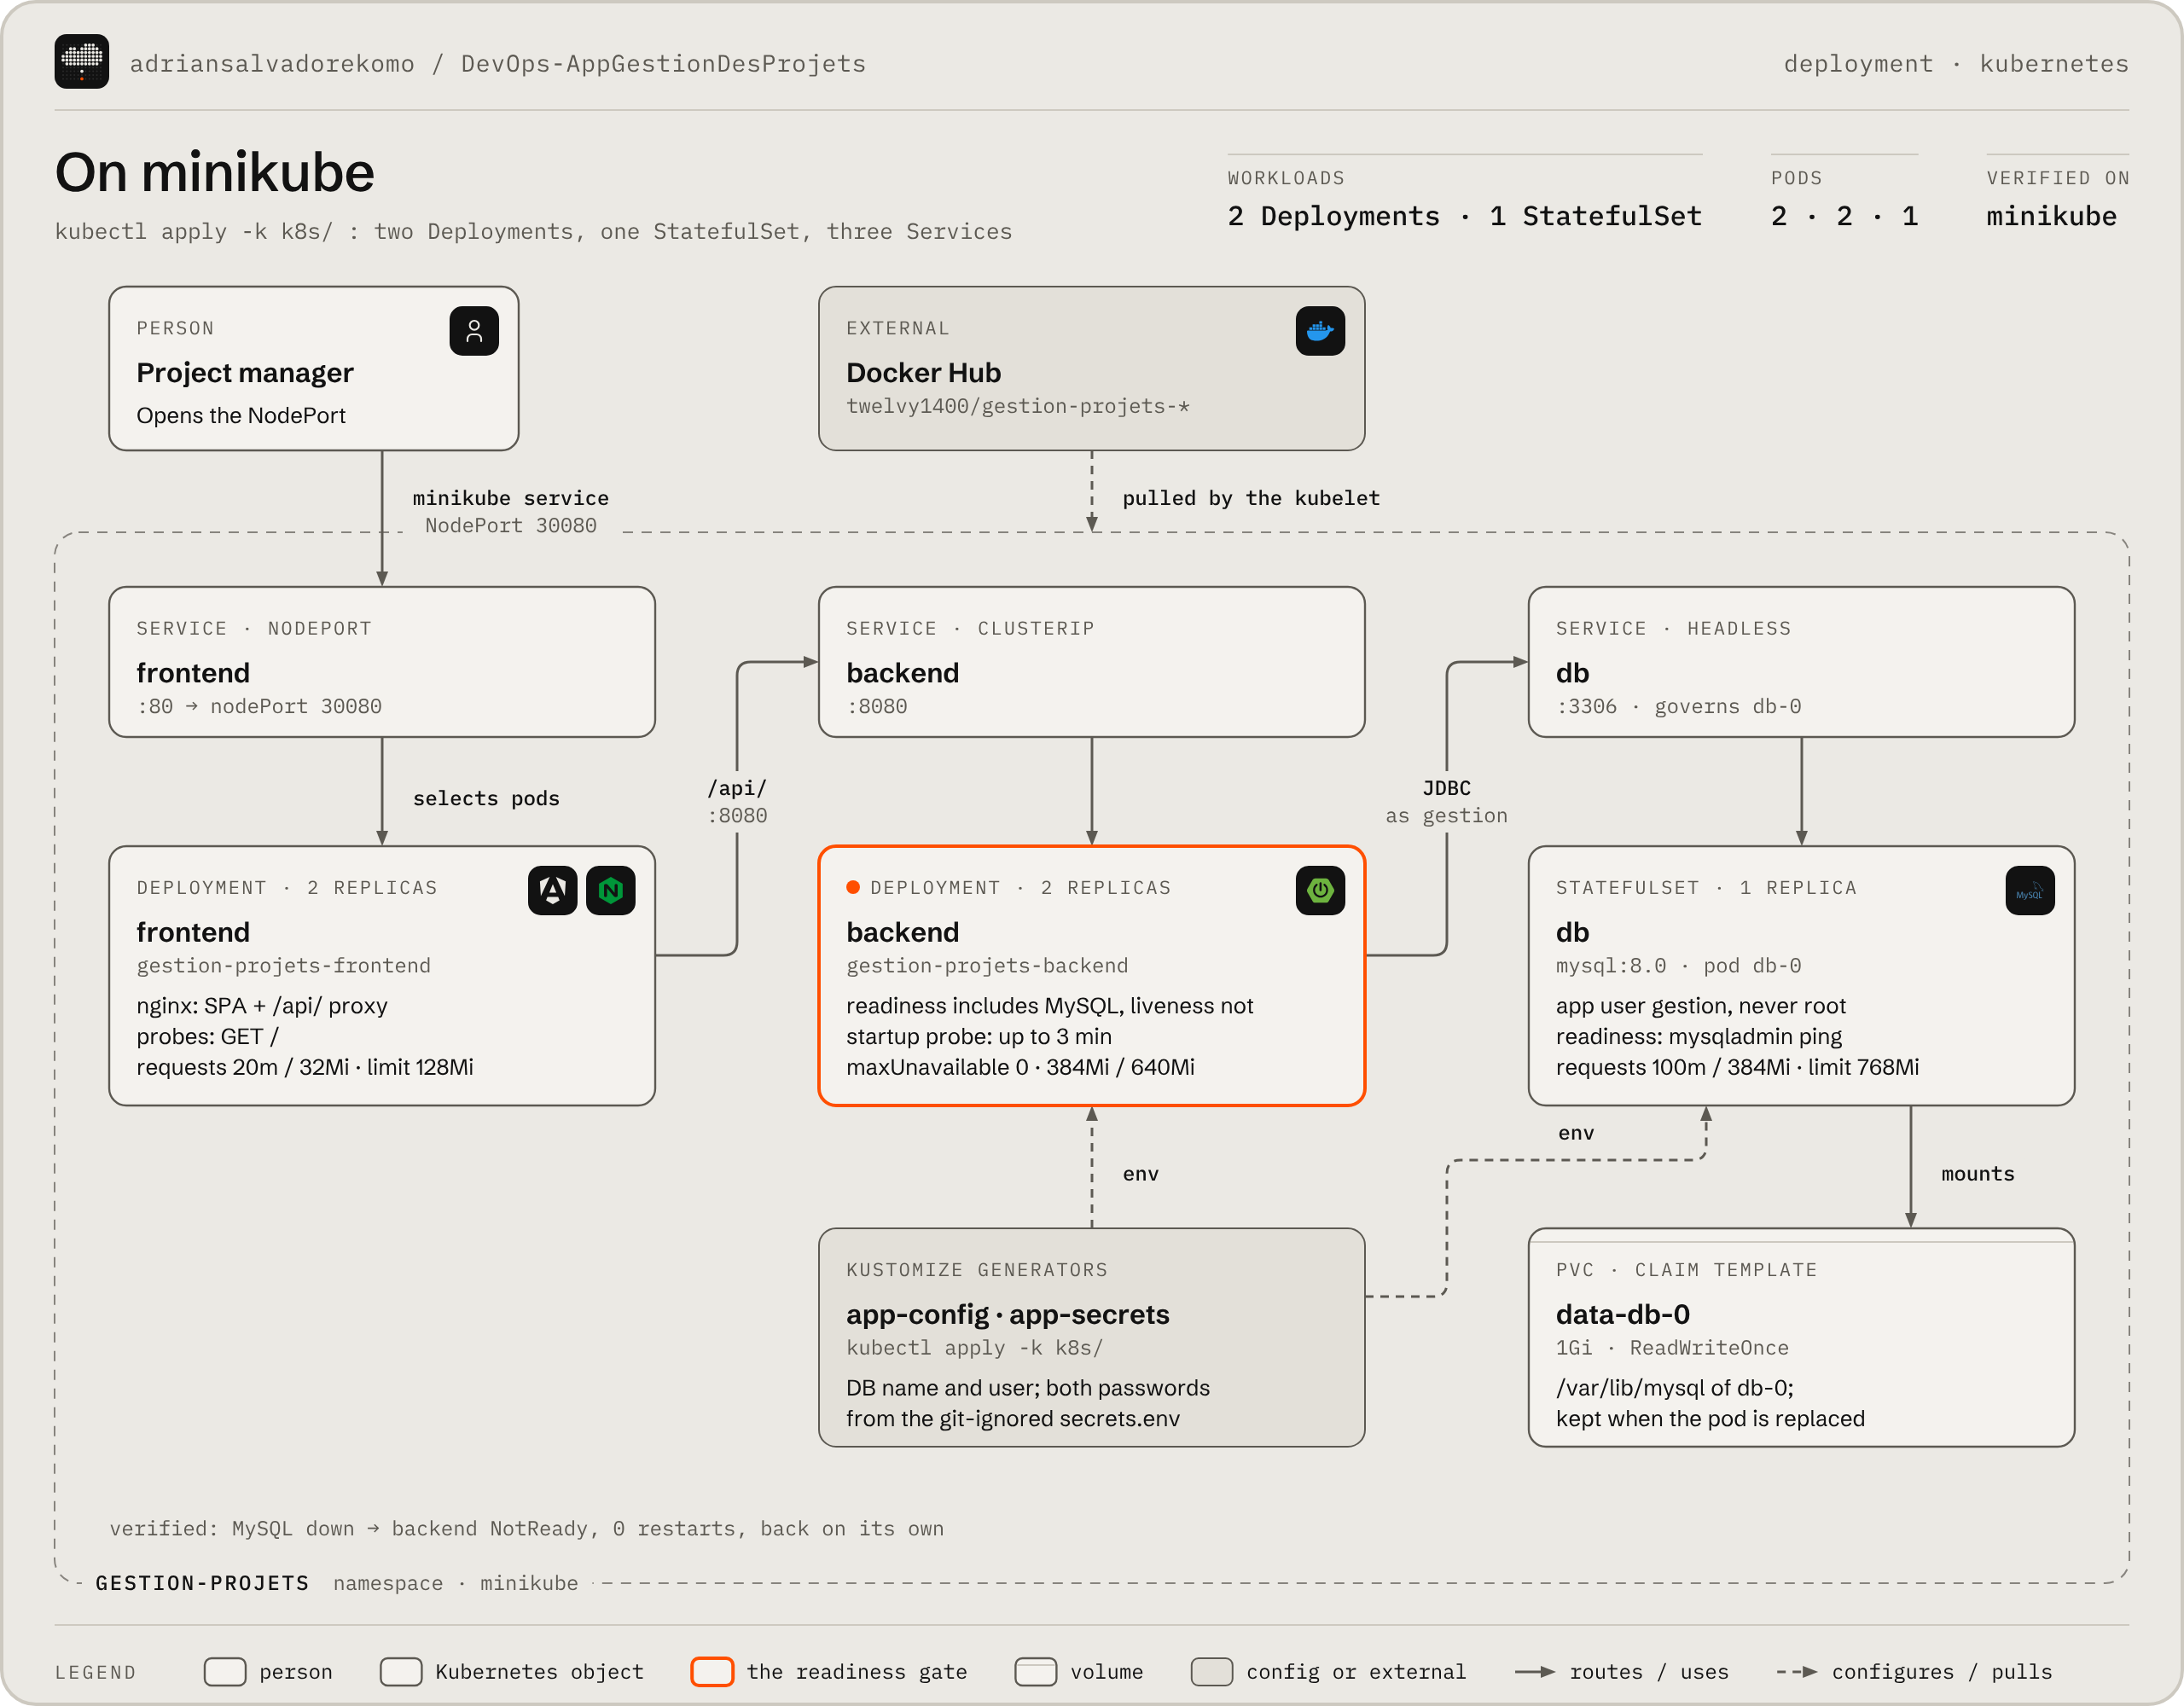 adriansalvadorekomo / DevOps-AppGestionDesProjets
deployment · kubernetes
On minikube
kubectl apply -k k8s/ : two Deployments, one StatefulSet, three Services
WORKLOADS
2 Deployments · 1 StatefulSet
PODS
2 · 2 · 1
VERIFIED ON
minikube
PERSON
Project manager
Opens the NodePort
EXTERNAL
Docker Hub
twelvy1400/gestion-projets-*
minikube service
NodePort 30080
pulled by the kubelet
SERVICE · NODEPORT
frontend
:80 → nodePort 30080
SERVICE · CLUSTERIP
backend
:8080
SERVICE · HEADLESS
db
:3306 · governs db-0
selects pods
/api/
:8080
JDBC
as gestion
DEPLOYMENT · 2 REPLICAS
frontend
gestion-projets-frontend
nginx: SPA + /api/ proxy
probes: GET /
requests 20m / 32Mi · limit 128Mi
DEPLOYMENT · 2 REPLICAS
backend
gestion-projets-backend
readiness includes MySQL, liveness not
startup probe: up to 3 min
maxUnavailable 0 · 384Mi / 640Mi
STATEFULSET · 1 REPLICA
MySQL
db
mysql:8.0 · pod db-0
app user gestion, never root
readiness: mysqladmin ping
requests 100m / 384Mi · limit 768Mi
env
env
mounts
KUSTOMIZE GENERATORS
app-config · app-secrets
kubectl apply -k k8s/
DB name and user; both passwords
from the git-ignored secrets.env
PVC · CLAIM TEMPLATE
data-db-0
1Gi · ReadWriteOnce
/var/lib/mysql of db-0;
kept when the pod is replaced
verified: MySQL down → backend NotReady, 0 restarts, back on its own
GESTION-PROJETS namespace · minikube
LEGEND
person
Kubernetes object
the readiness gate
volume
config or external
routes / uses
configures / pulls